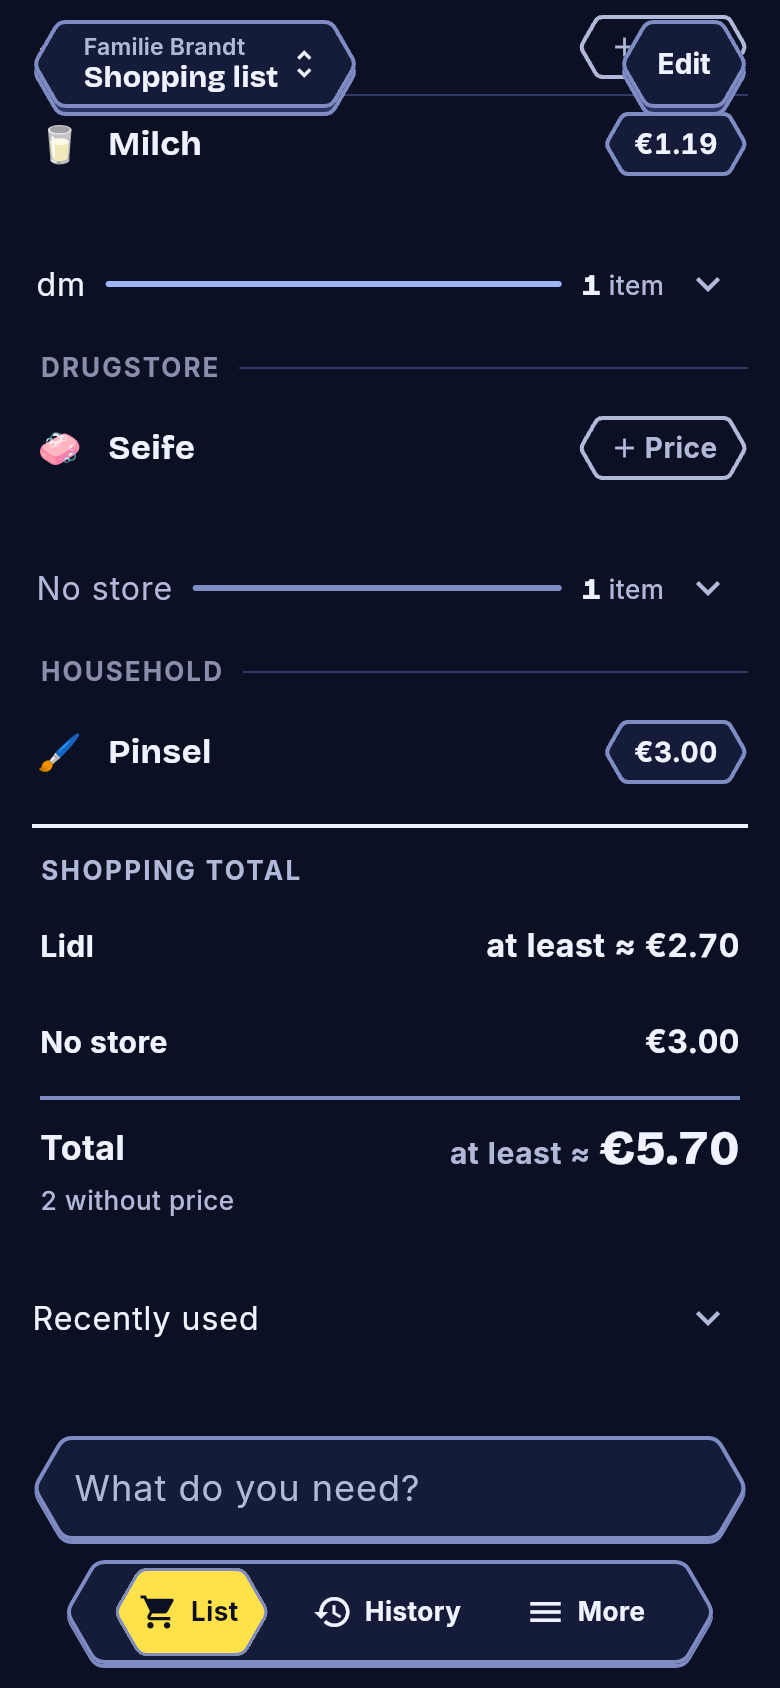 Familie Brandt
Shopping list
Edit
Milch
€1.19
dm
1 item
DRUGSTORE
Seife
+ Price
No store
1 item
HOUSEHOLD
Pinsel
€3.00
SHOPPING TOTAL
Lidl
at least ≈ €2.70
No store
€3.00
Total
at least ≈ €5.70
2 without price
Recently used
What do you need?
List
History
More